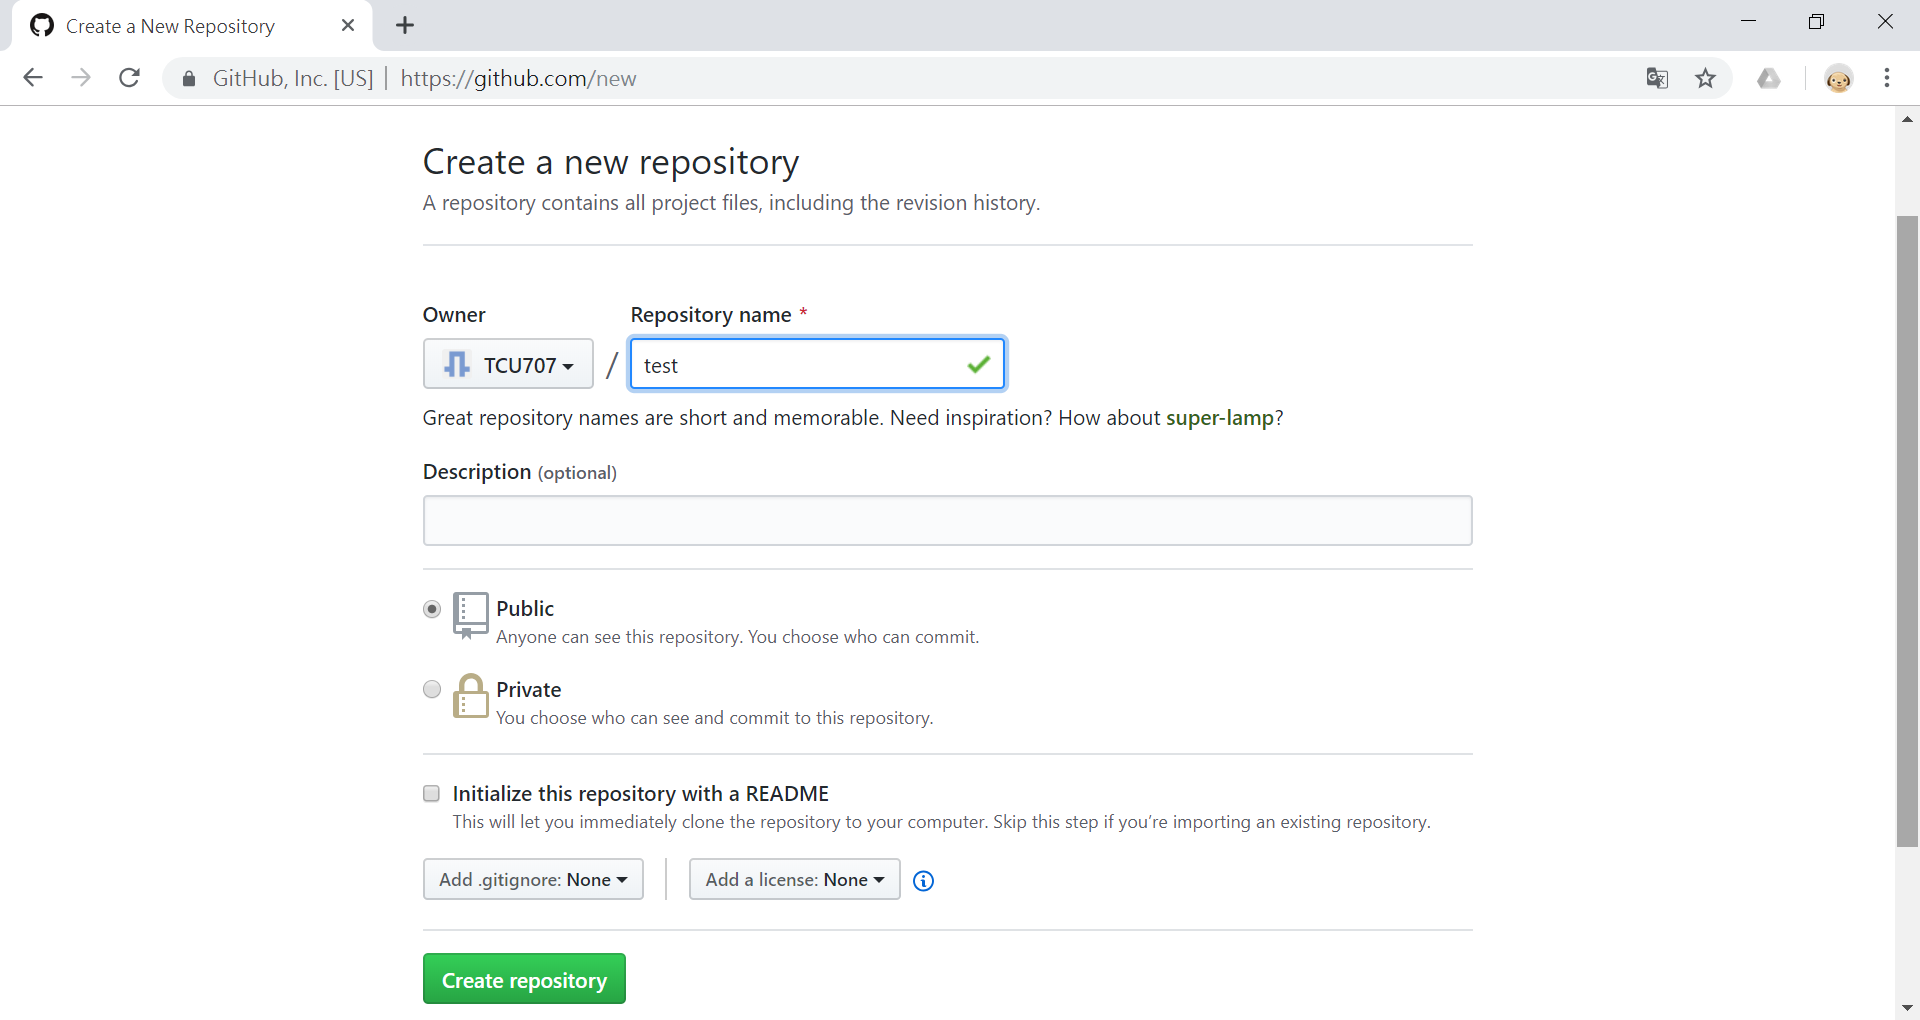 Create a New Repository
GitHub, Inc. [US] | https://github.com/new
Create a new repository
A repository contains all project files, including the revision history.
Owner Repository name *
TCU707 / test
Great repository names are short and memorable. Need inspiration? How about super-lamp?
Description (optional)
Public
Anyone can see this repository. You choose who can commit.
Private
You choose who can see and commit to this repository.
Initialize this repository with a README
This will let you immediately clone the repository to your computer. Skip this step if you’re importing an existing repository.
Add .gitignore: None Add a license: None
Create repository